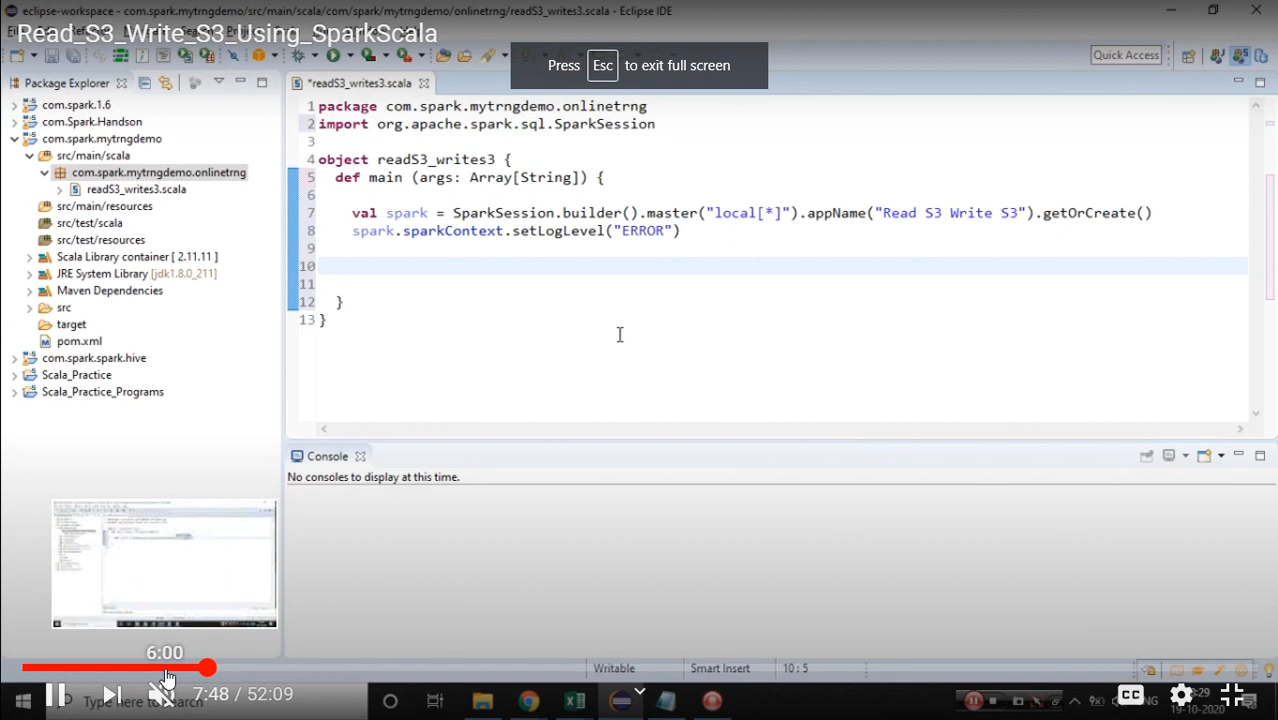 eclipse-workspace - com.spark.mytrngdemo/src/main/scala/com/spark/mytrngdemo/onlinetrng/readS3_writes3.scala - Eclipse IDE
Read_S3_Write_S3_Using_SparkScala
Press Esc to exit full screen
Quick Access
Package Explorer
*readS3_writes3.scala
com.spark.1.6
com.Spark.Handson
com.spark.mytrngdemo
src/main/scala
com.spark.mytrngdemo.onlinetrng
readS3_writes3.scala
src/main/resources
src/test/scala
src/test/resources
Scala Library container [ 2.11.11 ]
JRE System Library [jdk1.8.0_211]
Maven Dependencies
src
target
pom.xml
com.spark.spark.hive
Scala_Practice
Scala_Practice_Programs
1 package com.spark.mytrngdemo.onlinetrng
2 import org.apache.spark.sql.SparkSession
3
4 object readS3_writes3 {
5 def main (args: Array[String]) {
6
7 val spark = SparkSession.builder().master("local[*]").appName("Read S3 Write S3").getOrCreate()
8 spark.sparkContext.setLogLevel("ERROR")
9
10
11
12 }
13 }
Console
No consoles to display at this time.
6:00
Writable
Smart Insert
10 : 5
7:48 / 52:09
Type here to search
CC
ENG
19-10-2020